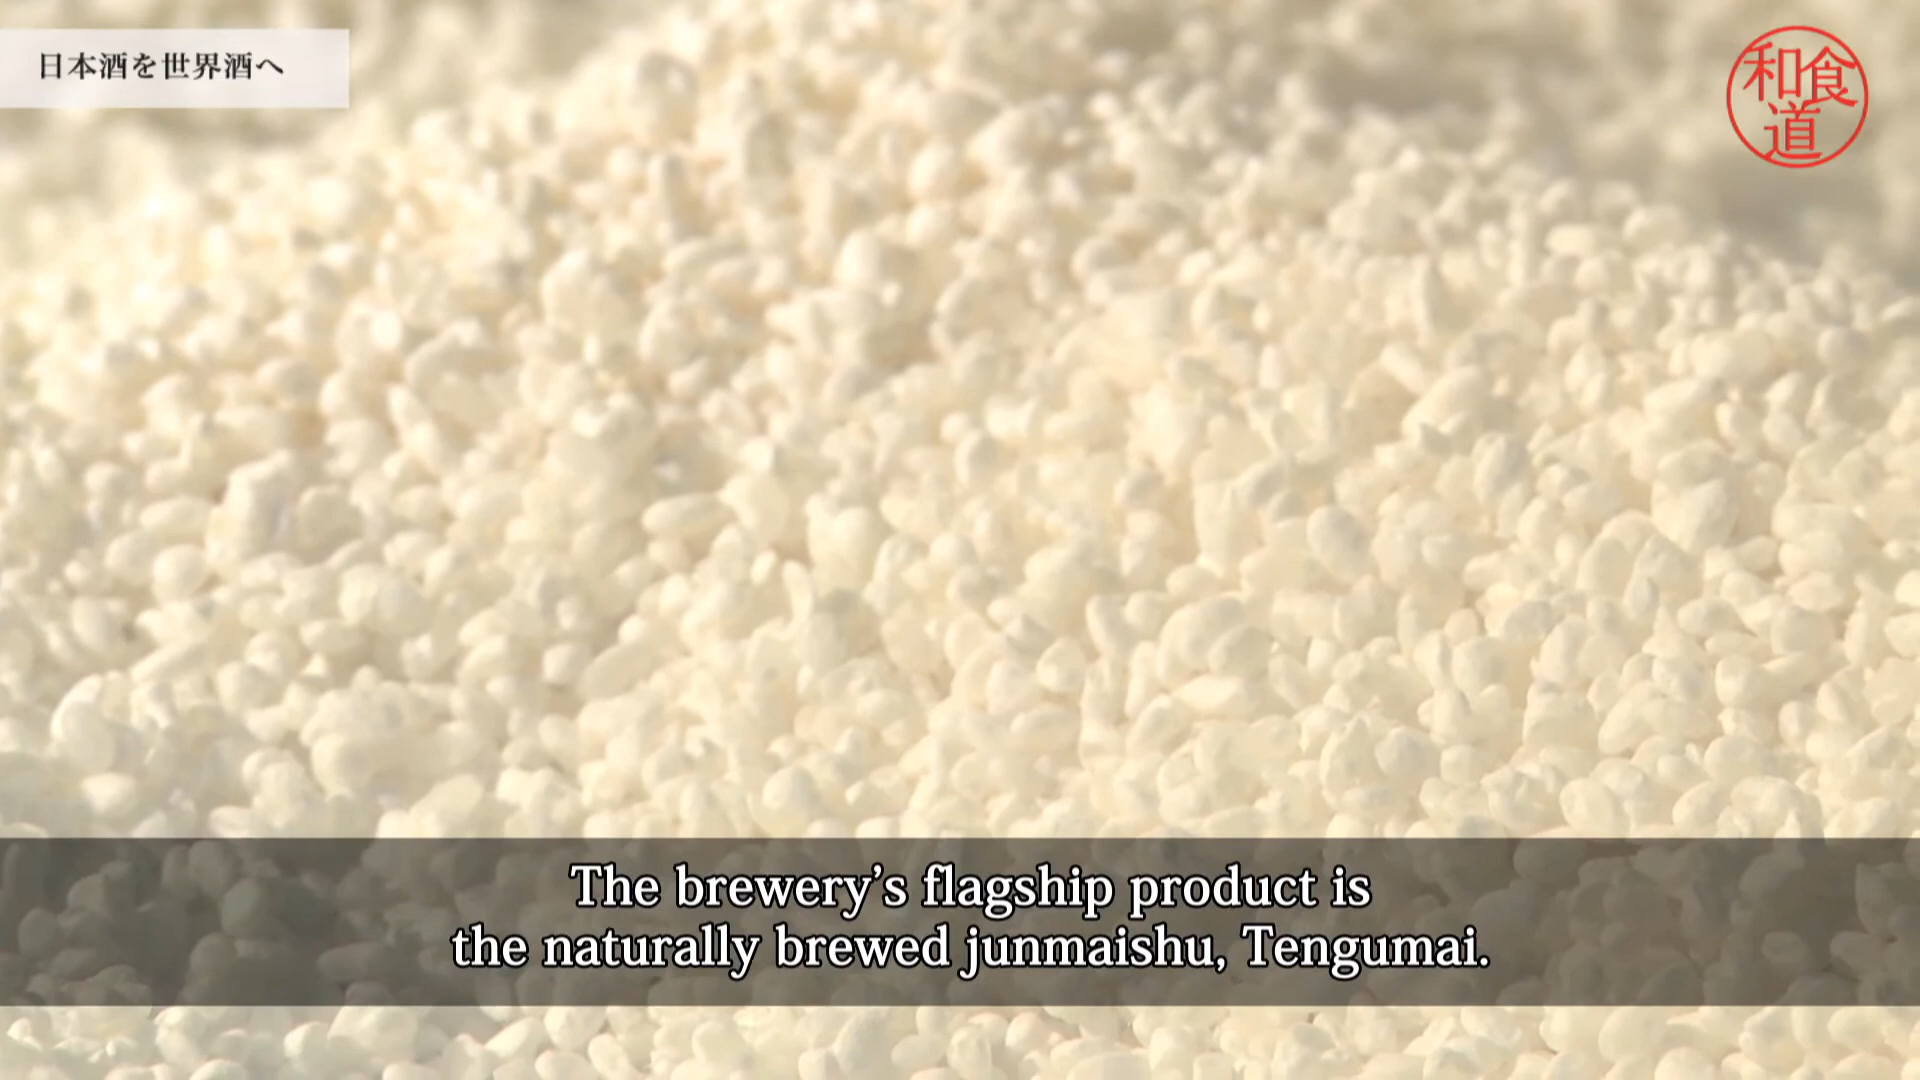 日本酒を世界酒へ
和食
道
The brewery's flagship product is
the naturally brewed junmaishu, Tengumai.